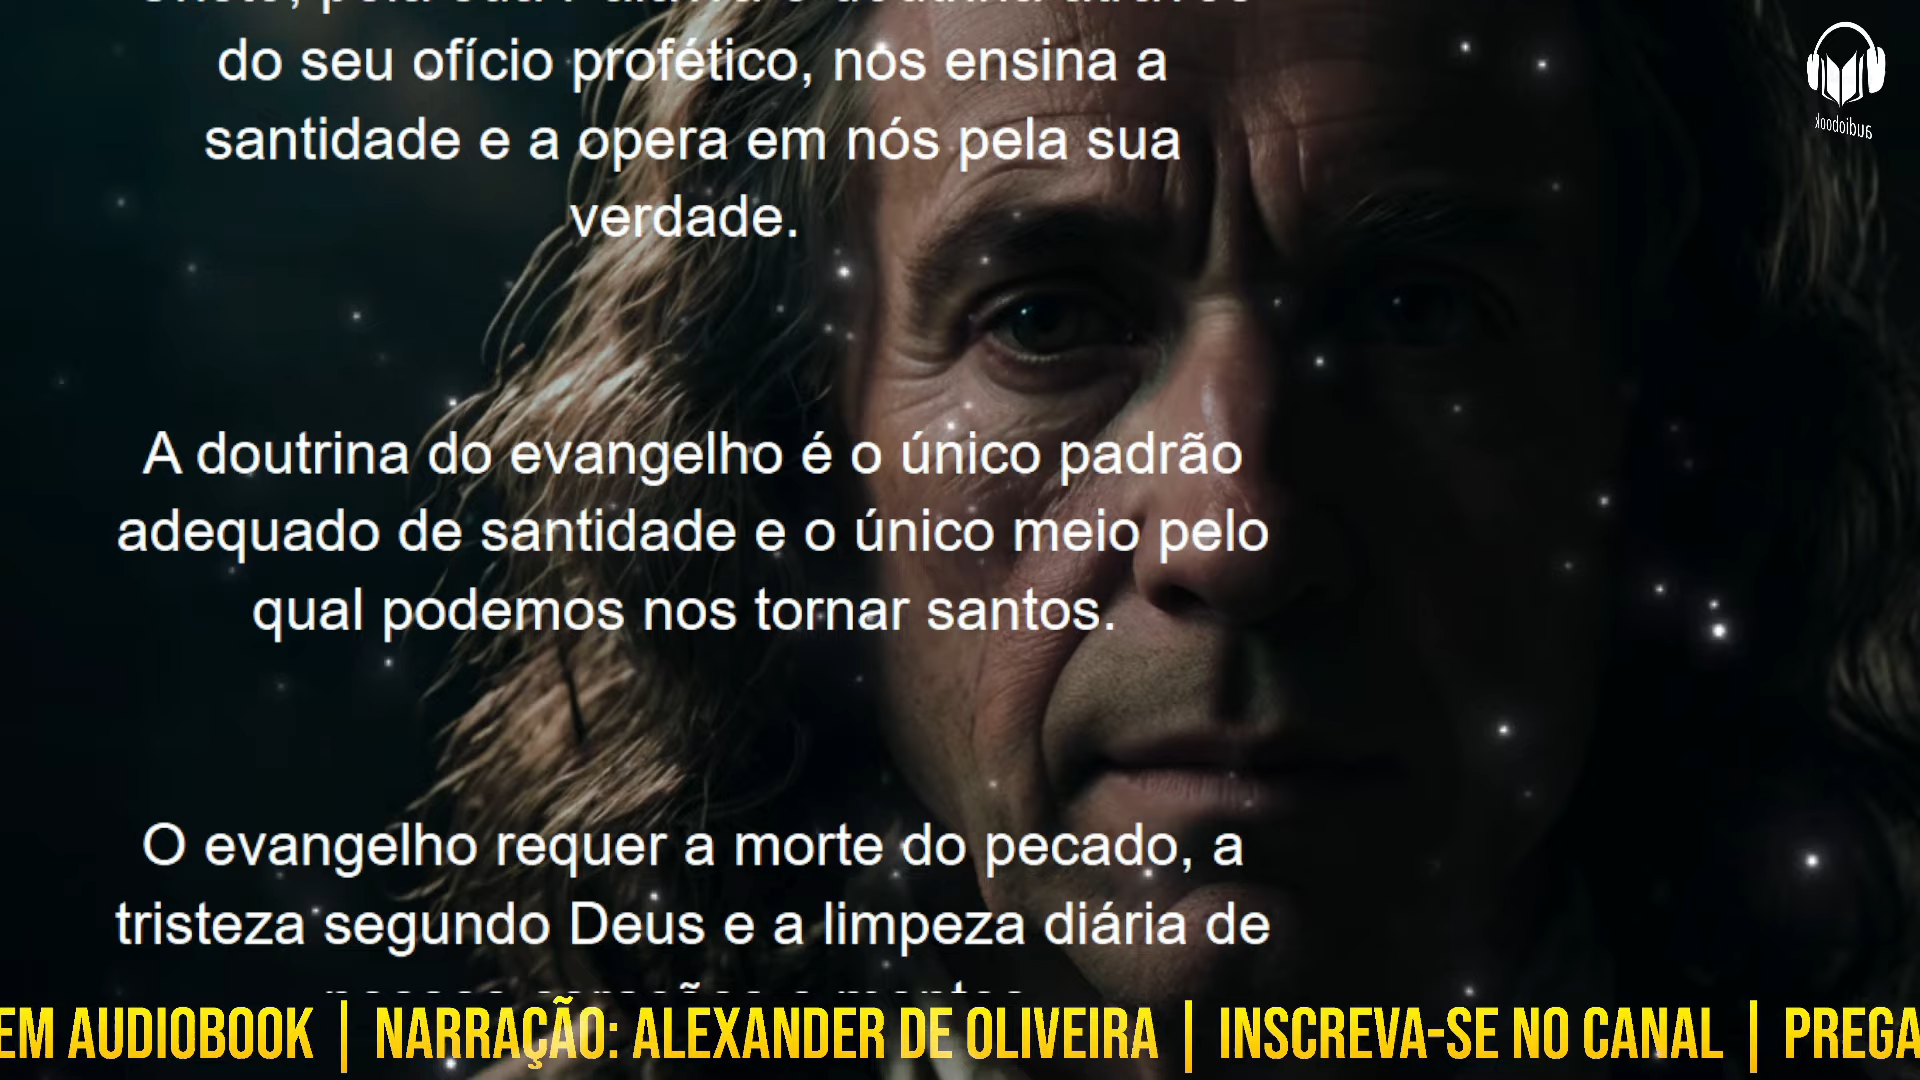 do seu ofício profético, nos ensina a
santidade e a opera em nós pela sua
verdade.
A doutrina do evangelho é o único padrão
adequado de santidade e o único meio pelo
qual podemos nos tornar santos.
O evangelho requer a morte do pecado, a
tristeza segundo Deus e a limpeza diária de
EM AUDIOBOOK | NARRAÇÃO: ALEXANDER DE OLIVEIRA | INSCREVA-SE NO CANAL | PREGA
audiobook